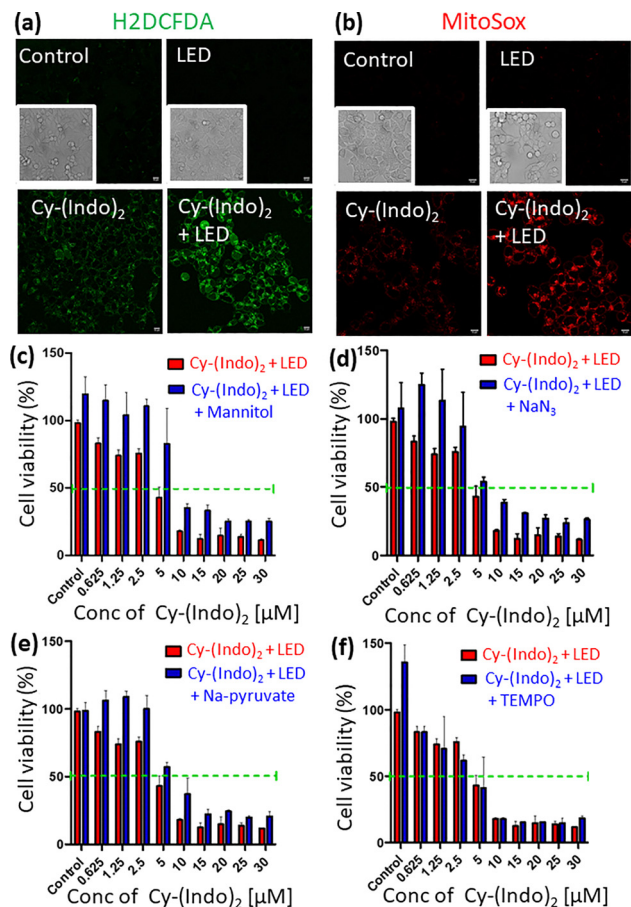 (a) H2DCFDA
Control LED
Cy-(Indo)₂ Cy-(Indo)₂
+ LED
(b) MitoSox
Control LED
Cy-(Indo)₂ Cy-(Indo)₂
+ LED
(c)
Cy-(Indo)₂ + LED
Cy-(Indo)₂ + LED
+ Mannitol
Cell viability (%)
150
100
50
0
Control 0.625 1.25 2.5 5 10 15 20 25 30
Conc of Cy-(Indo)₂ [µM]
(d)
Cy-(Indo)₂ + LED
Cy-(Indo)₂ + LED
+ NaN₃
Cell viability (%)
150
100
50
0
Control 0.625 1.25 2.5 5 10 15 20 25 30
Conc of Cy-(Indo)₂ [µM]
(e)
Cy-(Indo)₂ + LED
Cy-(Indo)₂ + LED
+ Na-pyruvate
Cell viability (%)
150
100
50
0
Control 0.625 1.25 2.5 5 10 15 20 25 30
Conc of Cy-(Indo)₂ [µM]
(f)
Cy-(Indo)₂ + LED
Cy-(Indo)₂ + LED
+ TEMPO
Cell viability (%)
150
100
50
0
Control 0.625 1.25 2.5 5 10 15 20 25 30
Conc of Cy-(Indo)₂ [µM]